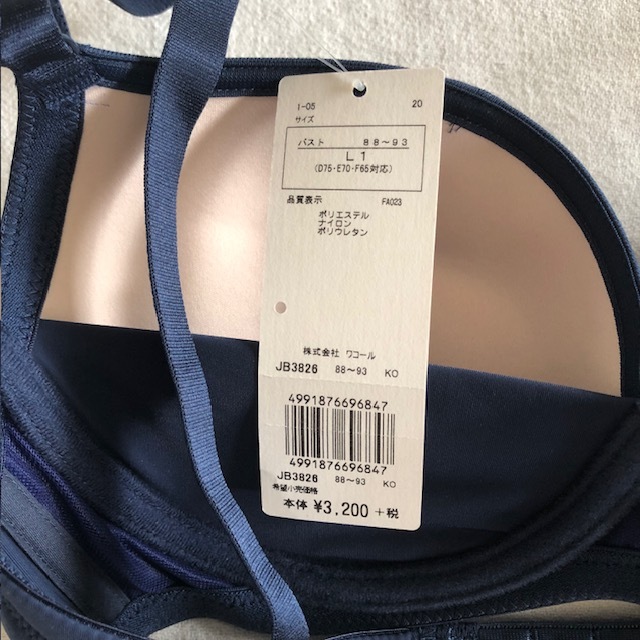 I-05 20
サイズ
バスト 88〜93
L1
(D75・E70・F65対応)
品質表示 FA023
ポリエステル
ナイロン
ポリウレタン
株式会社 ワコール
JB3826 88〜93 KO
4991876696847
4991876696847
JB3826 88〜93 KO
希望小売価格
本体 ¥3,200 +税